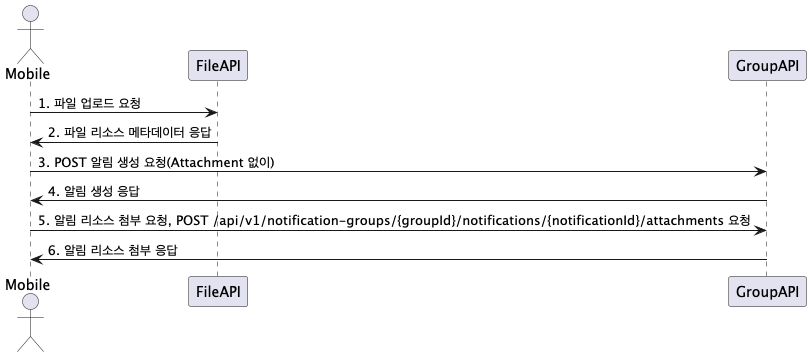 Mobile
FileAPI
GroupAPI
1. 파일 업로드 요청
2. 파일 리소스 메타데이터 응답
3. POST 알림 생성 요청(Attachment 없이)
4. 알림 생성 응답
5. 알림 리소스 첨부 요청, POST /api/v1/notification-groups/{groupId}/notifications/{notificationId}/attachments 요청
6. 알림 리소스 첨부 응답
Mobile
FileAPI
GroupAPI